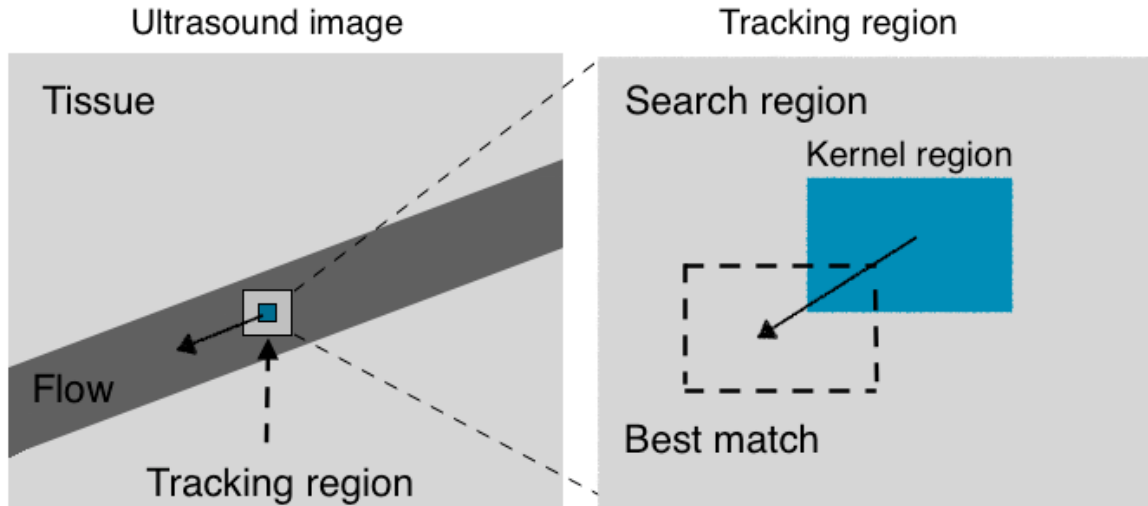 Ultrasound image
Tissue
Flow
Tracking region
Tracking region
Search region
Kernel region
Best match